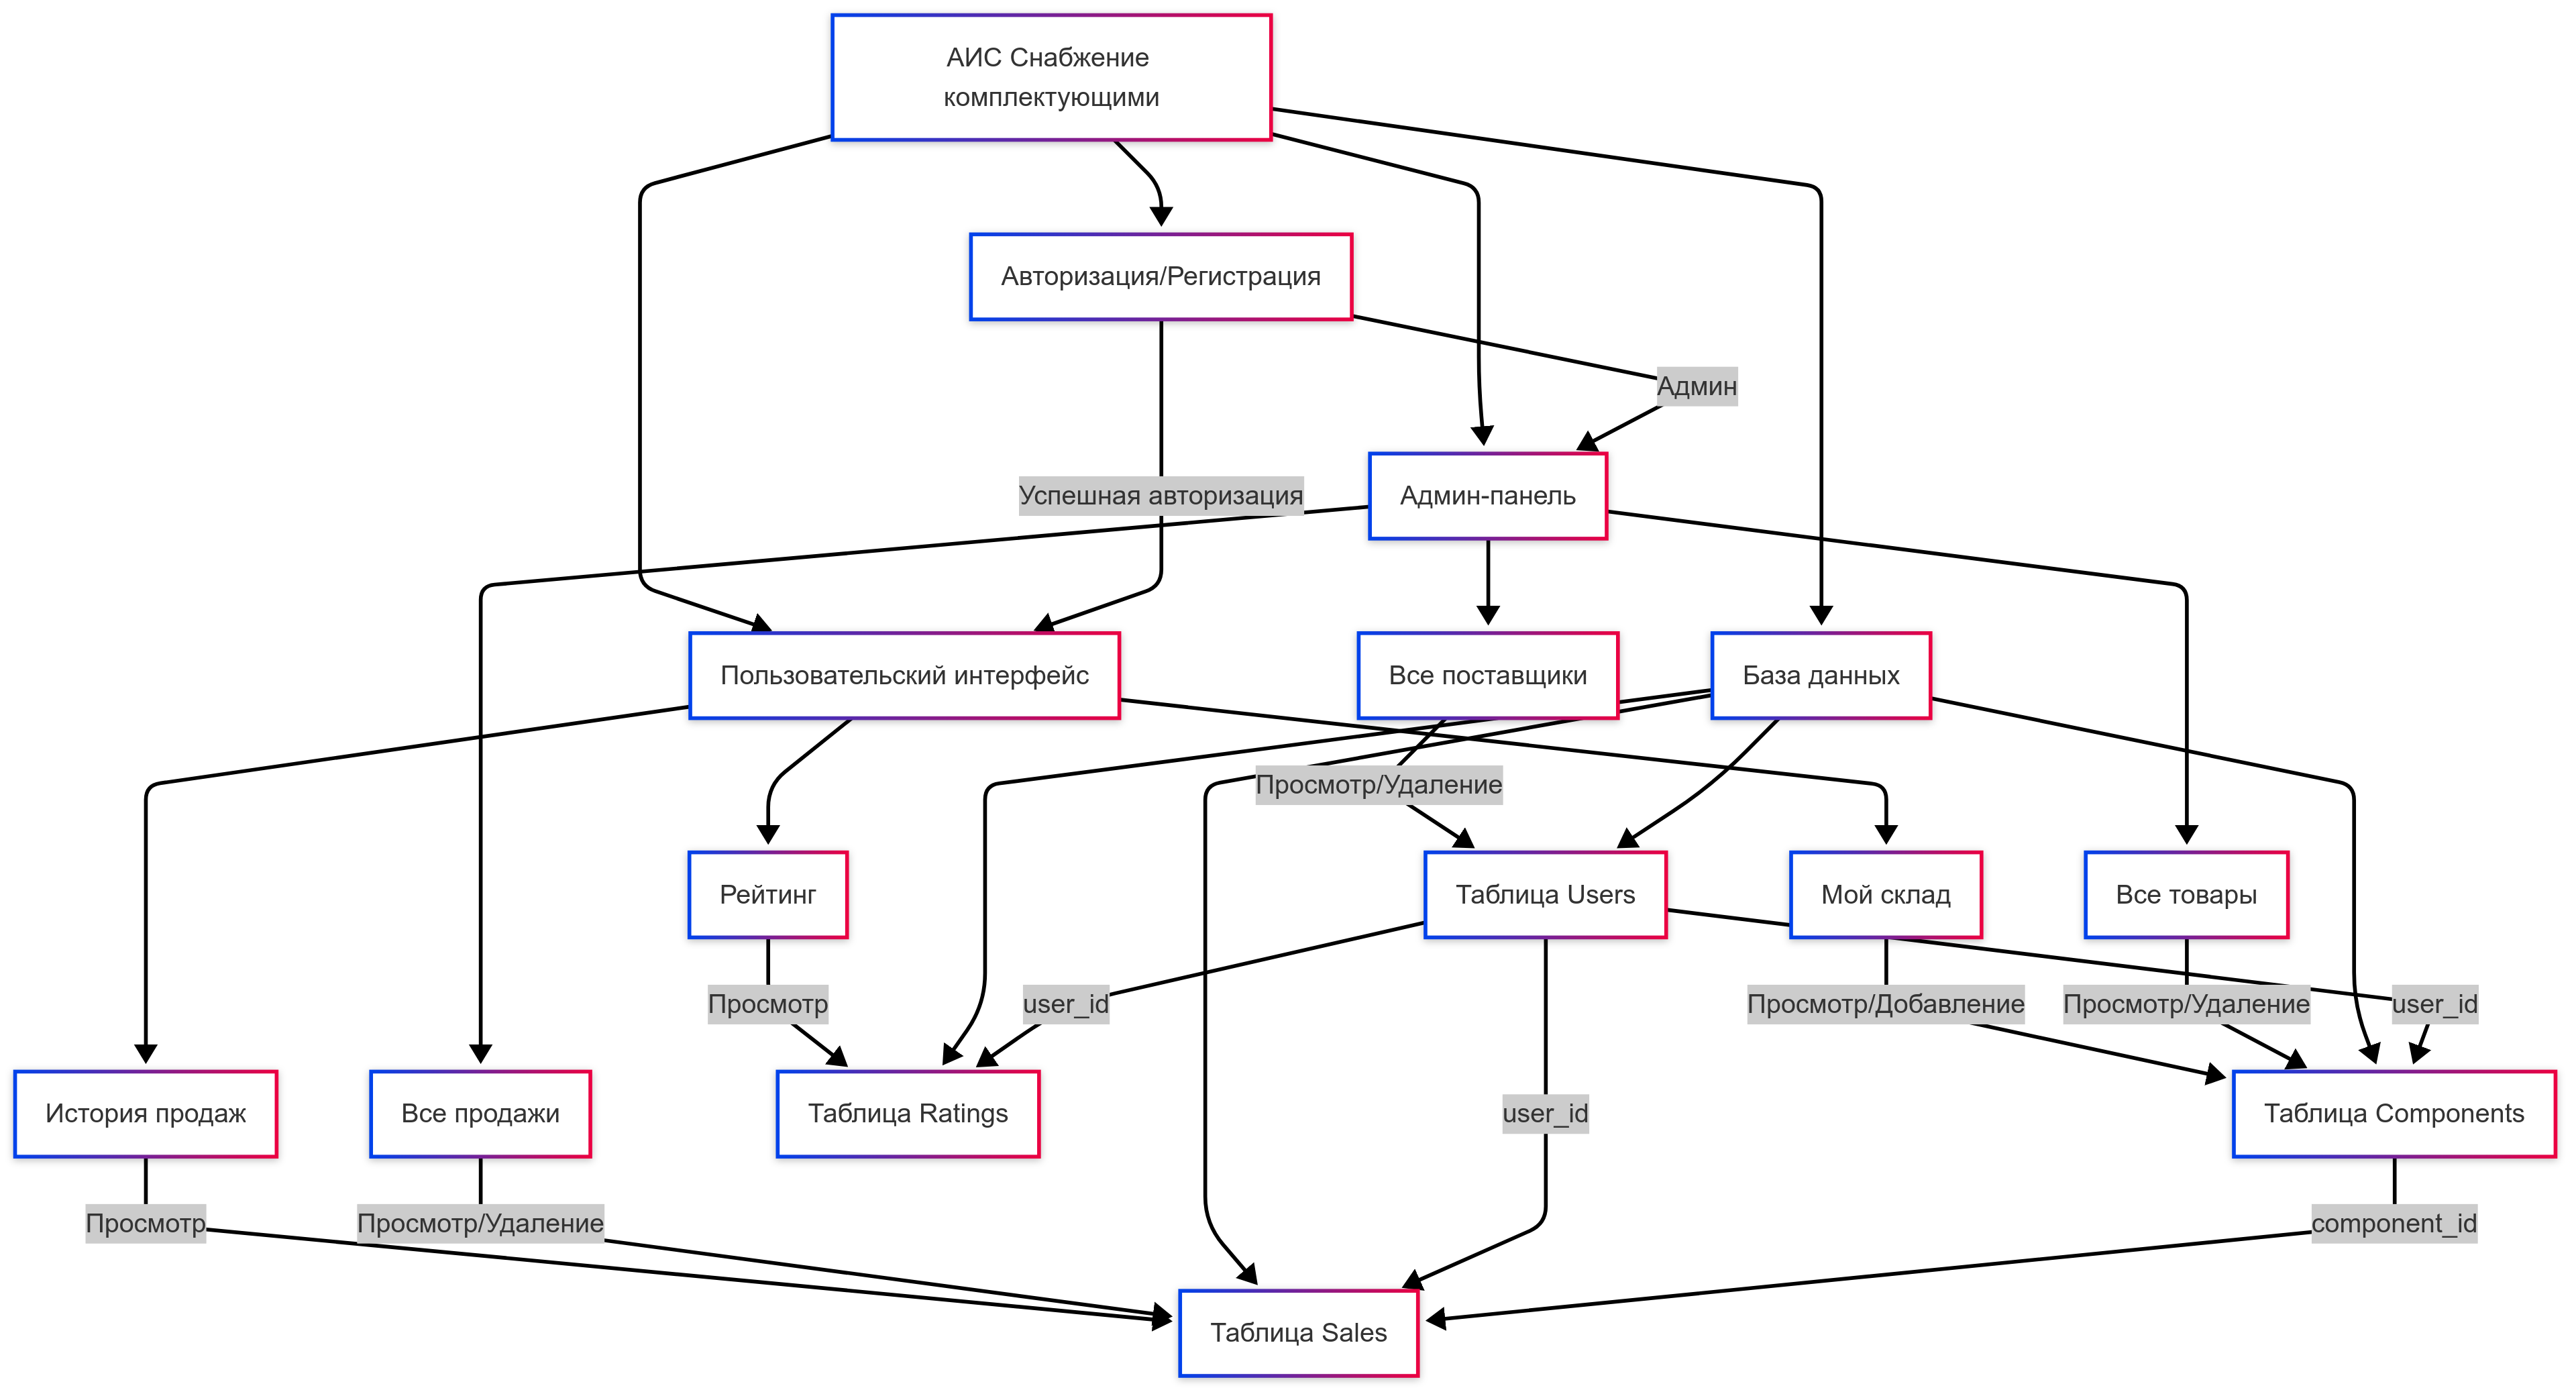 АИС Снабжение
комплектующими
Авторизация/Регистрация
Админ
Успешная авторизация
Админ-панель
Пользовательский интерфейс
Все поставщики
База данных
Просмотр/Удаление
Рейтинг
Таблица Users
Мой склад
Все товары
Просмотр
user_id
Просмотр/Добавление
Просмотр/Удаление
user_id
История продаж
Все продажи
Таблица Ratings
user_id
Таблица Components
Просмотр
Просмотр/Удаление
component_id
Таблица Sales